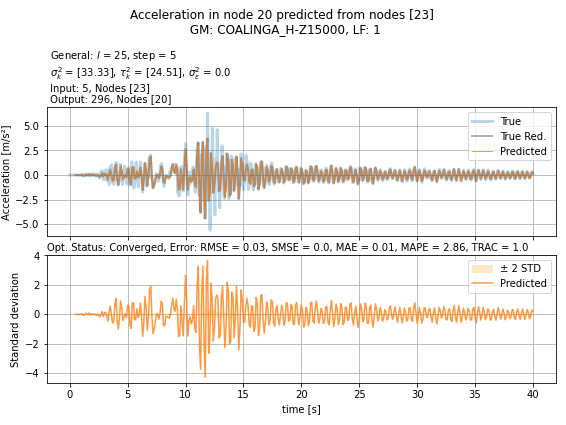 Acceleration in node 20 predicted from nodes [23]
GM: COALINGA_H-Z15000, LF: 1
General: l = 25, step = 5
σ²ₖ = [33.33], τ²ₖ = [24.51], σ²ε = 0.0
Input: 5, Nodes [23]
Output: 296, Nodes [20]
Acceleration [m/s²]
5.0
2.5
0.0
−2.5
−5.0
True
True Red.
Predicted
Opt. Status: Converged, Error: RMSE = 0.03, SMSE = 0.0, MAE = 0.01, MAPE = 2.86, TRAC = 1.0
Standard deviation
4
2
0
−2
−4
± 2 STD
Predicted
0 5 10 15 20 25 30 35 40
time [s]